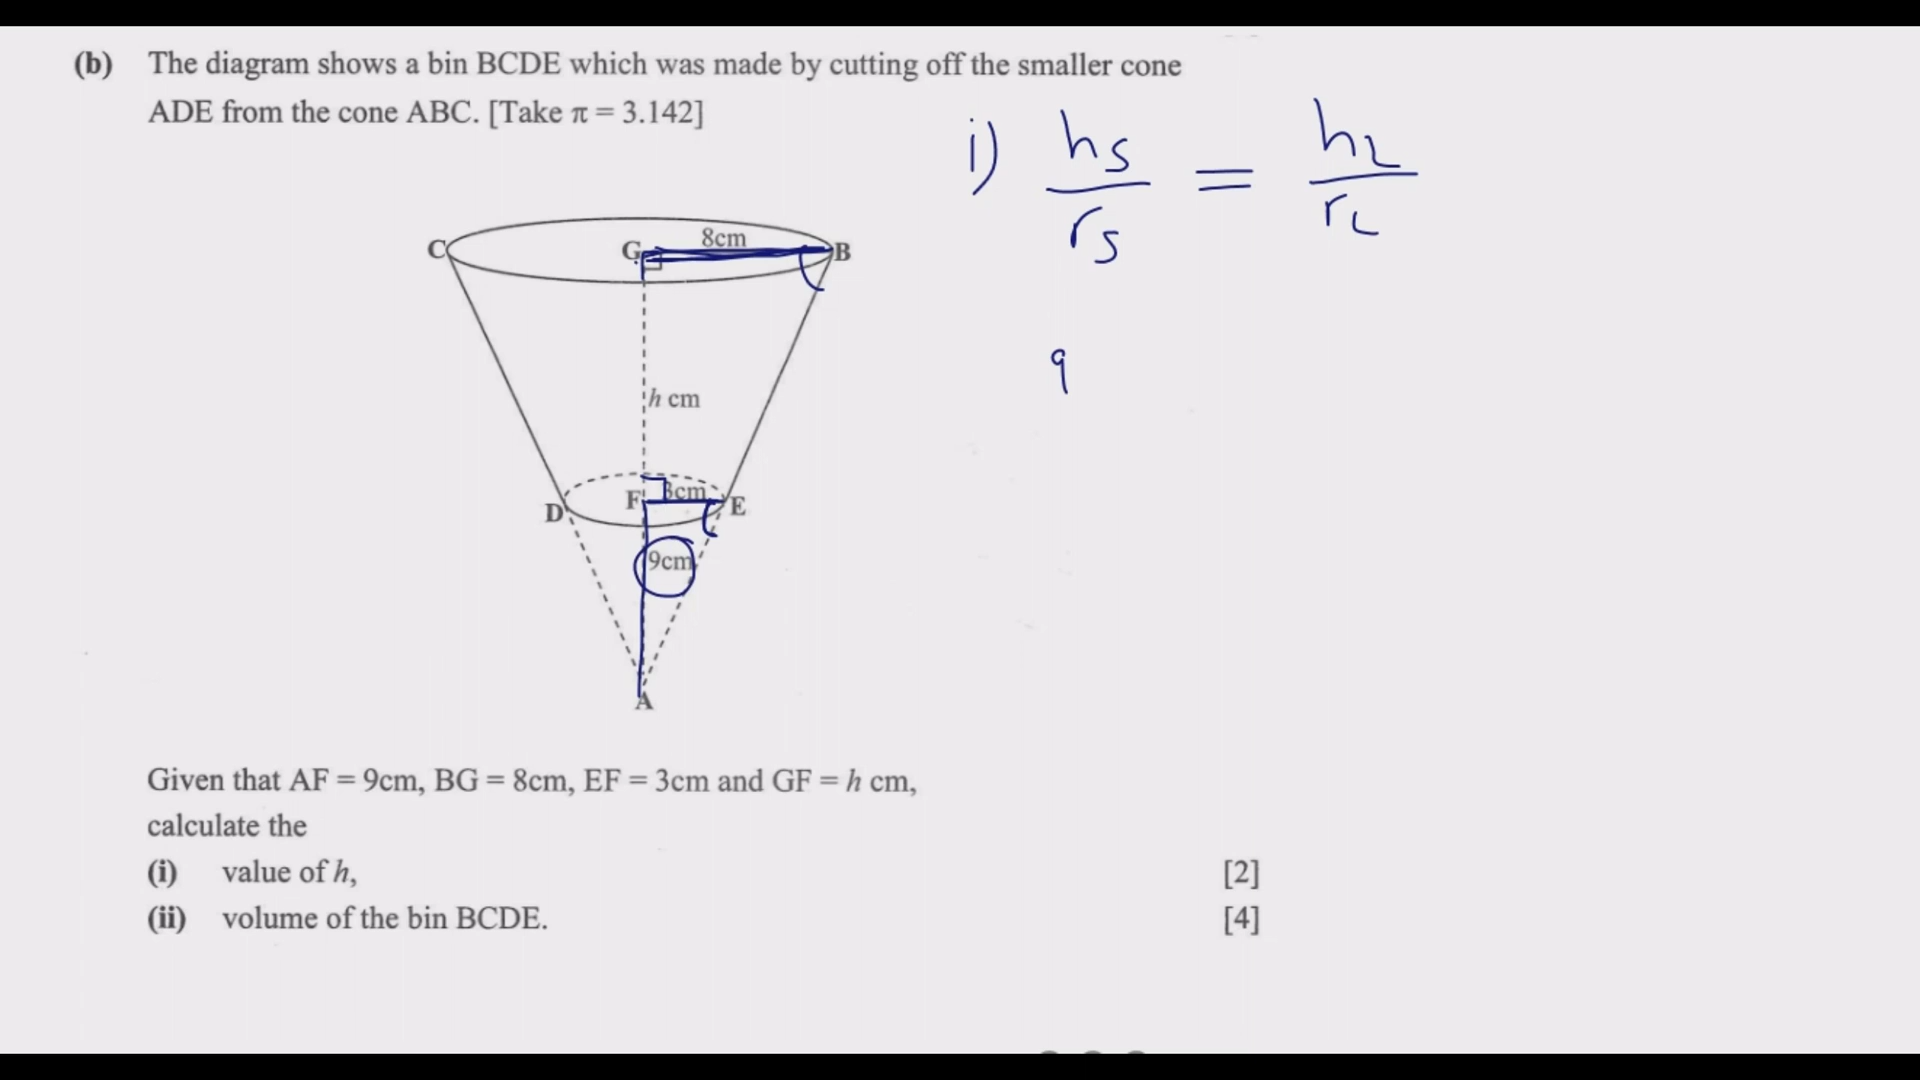 (b) The diagram shows a bin BCDE which was made by cutting off the smaller cone
ADE from the cone ABC. [Take π = 3.142]
i) hs/rs = hL/rL
9
C G 8cm B
h cm
D F 3cm E
9cm
A
Given that AF = 9cm, BG = 8cm, EF = 3cm and GF = h cm,
calculate the
(i) value of h, [2]
(ii) volume of the bin BCDE. [4]